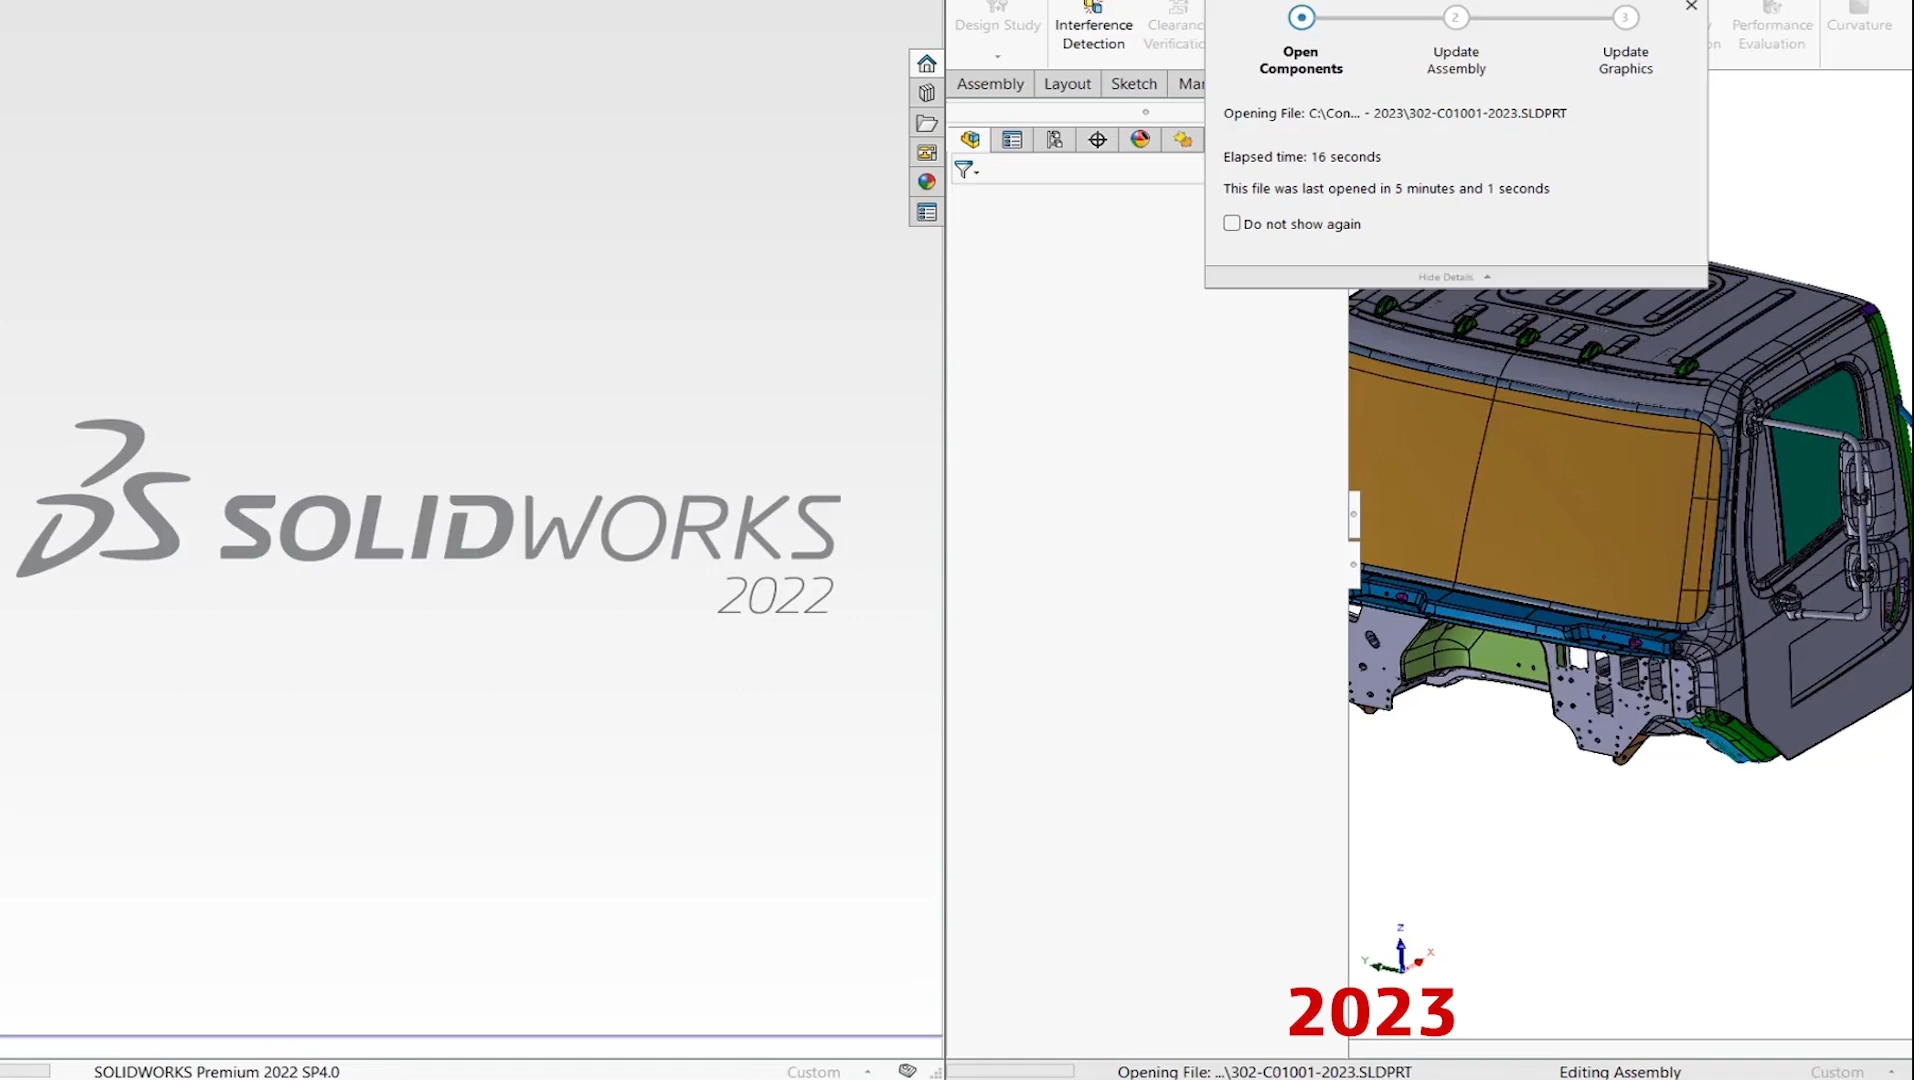 SOLIDWORKS
2022
SOLIDWORKS Premium 2022 SP4.0
Custom
Design Study
Interference
Detection
Performance
Evaluation
Curvature
Assembly
Layout
Sketch
2
3
Open
Components
Update
Assembly
Update
Graphics
Opening File: C:\Con... - 2023\302-C01001-2023.SLDPRT
Elapsed time: 16 seconds
This file was last opened in 5 minutes and 1 seconds
Do not show again
Hide Details
Z
Y
X
2023
Opening File: ...\302-C01001-2023.SLDPRT
Editing Assembly
Custom